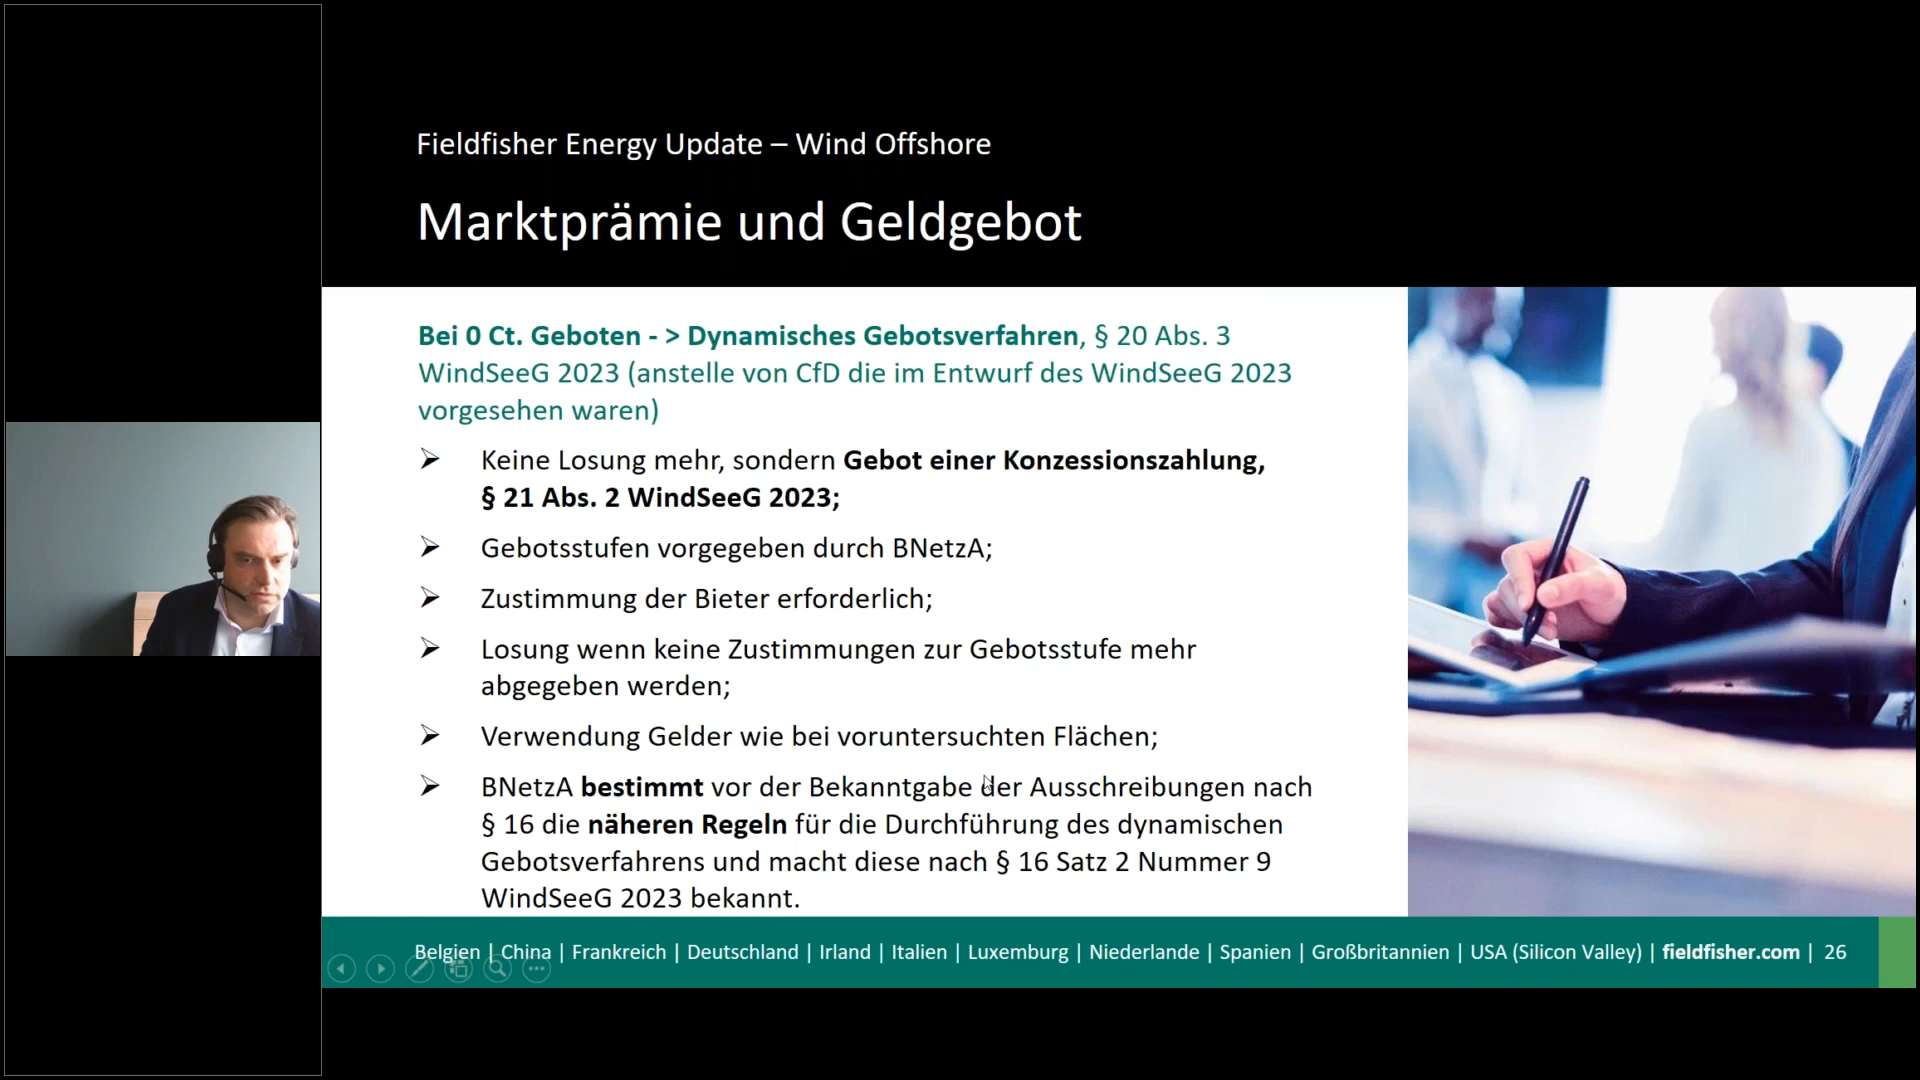 Fieldfisher Energy Update – Wind Offshore
Marktprämie und Geldgebot
Bei 0 Ct. Geboten - > Dynamisches Gebotsverfahren, § 20 Abs. 3
WindSeeG 2023 (anstelle von CfD die im Entwurf des WindSeeG 2023
vorgesehen waren)
➢ Keine Losung mehr, sondern Gebot einer Konzessionszahlung,
§ 21 Abs. 2 WindSeeG 2023;
➢ Gebotsstufen vorgegeben durch BNetzA;
➢ Zustimmung der Bieter erforderlich;
➢ Losung wenn keine Zustimmungen zur Gebotsstufe mehr
abgegeben werden;
➢ Verwendung Gelder wie bei voruntersuchten Flächen;
➢ BNetzA bestimmt vor der Bekanntgabe der Ausschreibungen nach
§ 16 die näheren Regeln für die Durchführung des dynamischen
Gebotsverfahrens und macht diese nach § 16 Satz 2 Nummer 9
WindSeeG 2023 bekannt.
Belgien | China | Frankreich | Deutschland | Irland | Italien | Luxemburg | Niederlande | Spanien | Großbritannien | USA (Silicon Valley) | fieldfisher.com | 26